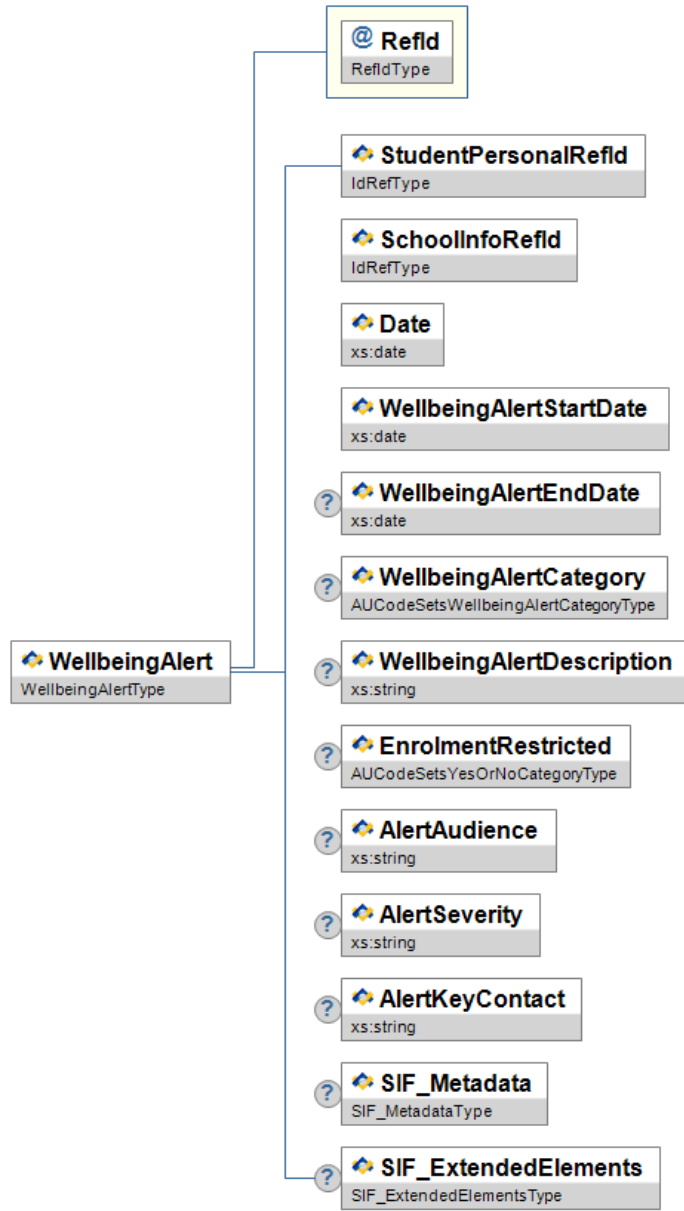 @ RefId
RefIdType
StudentPersonalRefId
IdRefType
SchoolInfoRefId
IdRefType
Date
xs:date
WellbeingAlertStartDate
xs:date
? WellbeingAlertEndDate
xs:date
? WellbeingAlertCategory
AUCodeSetsWellbeingAlertCategoryType
WellbeingAlert
WellbeingAlertType
? WellbeingAlertDescription
xs:string
? EnrolmentRestricted
AUCodeSetsYesOrNoCategoryType
? AlertAudience
xs:string
? AlertSeverity
xs:string
? AlertKeyContact
xs:string
? SIF_Metadata
SIF_MetadataType
? SIF_ExtendedElements
SIF_ExtendedElementsType